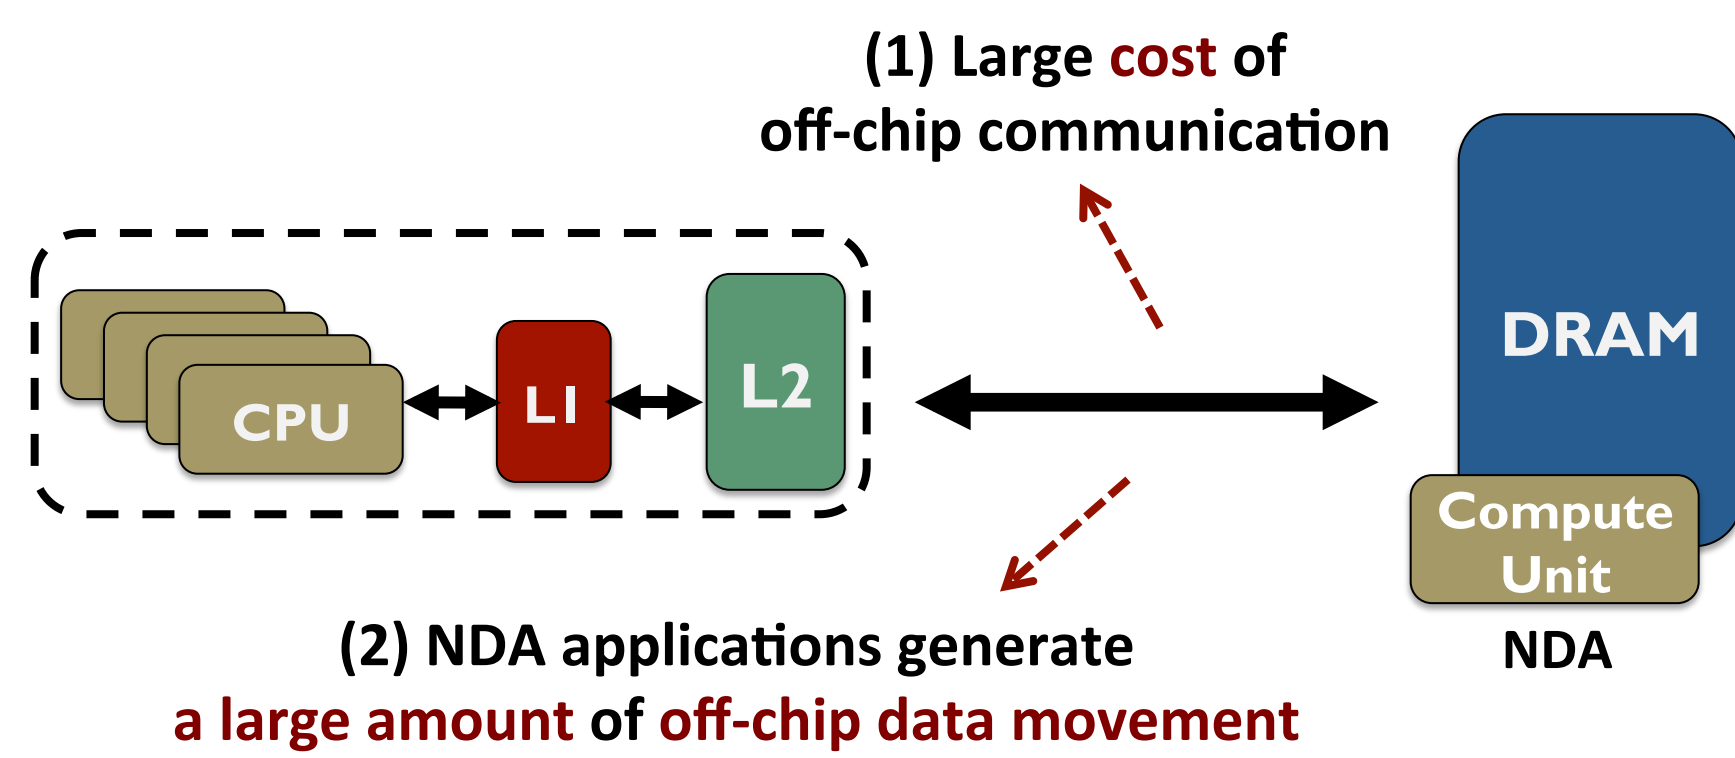 (1) Large cost of
off-chip communication
CPU
L1
L2
DRAM
Compute
Unit
NDA
(2) NDA applications generate
a large amount of off-chip data movement